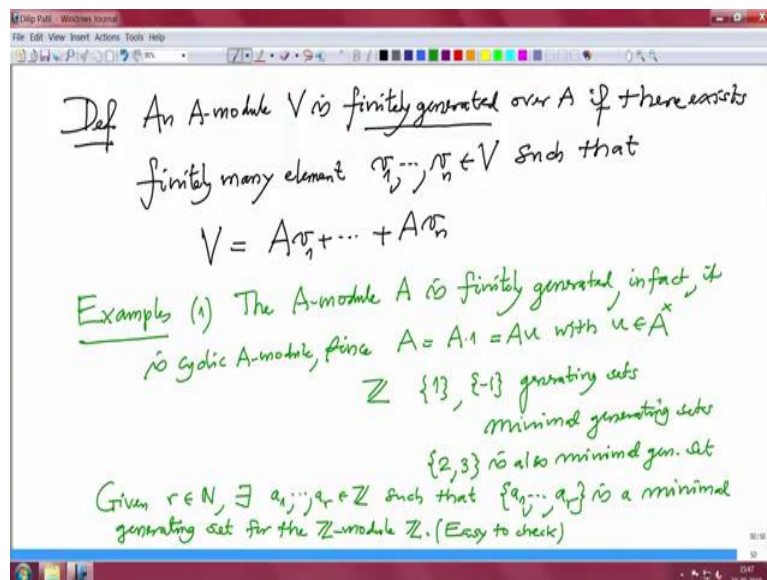 Dilip Patil - Windows Journal
File Edit View Insert Actions Tools Help
Def An A-module V is finitely generated over A if there exists
finitely many element v₁,⋯,vₙ ∈ V such that
V = Av₁+⋯+Avₙ
Examples (1) The A-module A is finitely generated, infact, it
is cyclic A-module, since A = A·1 = Au with u ∈ A^×
ℤ {1}, {-1} generating sets
minimal generating sets
{2,3} is also minimal gen. set
Given r ∈ N, ∃ a₁,⋯,aᵣ ∈ ℤ such that {a₁,⋯,aᵣ} is a minimal
generating set for the ℤ-module ℤ. (Easy to check)
15:47